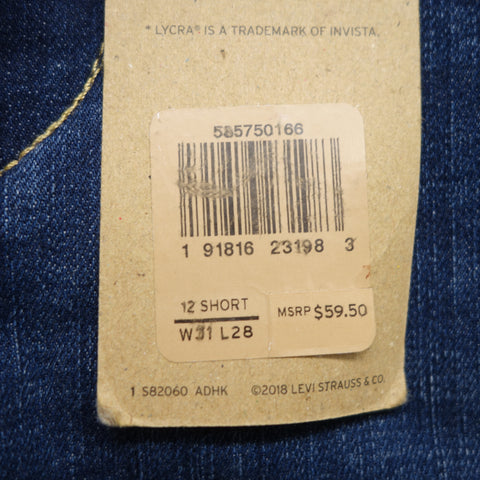 * LYCRA® IS A TRADEMARK OF INVISTA.
585750166
1 91816 23198 3
12 SHORT
W31 L28
MSRP $59.50
1 S82060 ADHK ©2018 LEVI STRAUSS & CO.